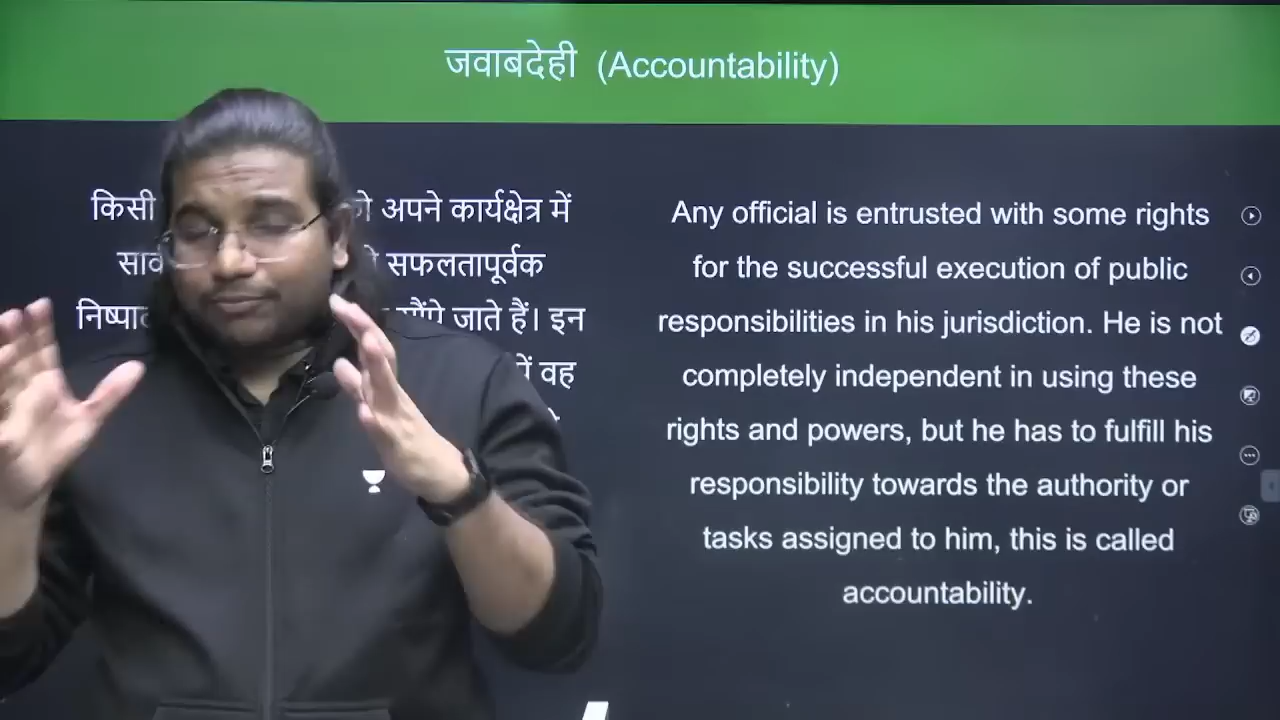 जवाबदेही (Accountability)
किसी अपने कार्यक्षेत्र में
सफलतापूर्वक
जाते हैं। इन
वह
Any official is entrusted with some rights
for the successful execution of public
responsibilities in his jurisdiction. He is not
completely independent in using these
rights and powers, but he has to fulfill his
responsibility towards the authority or
tasks assigned to him, this is called
accountability.